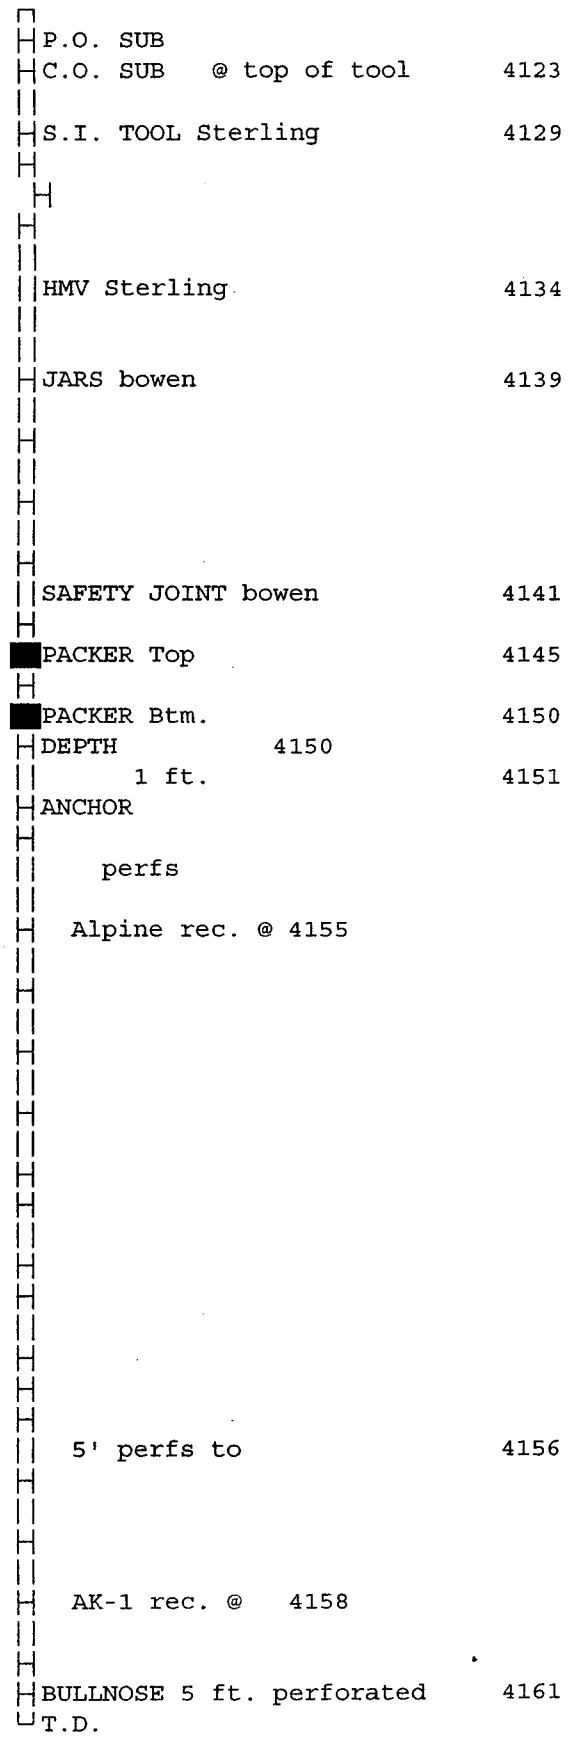 P.O. SUB
C.O. SUB @ top of tool 4123
S.I. TOOL Sterling 4129
HMV Sterling 4134
JARS bowen 4139
SAFETY JOINT bowen 4141
PACKER Top 4145
PACKER Btm. 4150
DEPTH 4150
1 ft. 4151
ANCHOR
perfs
Alpine rec. @ 4155
5' perfs to 4156
AK-1 rec. @ 4158
BULLNOSE 5 ft. perforated 4161
T.D.